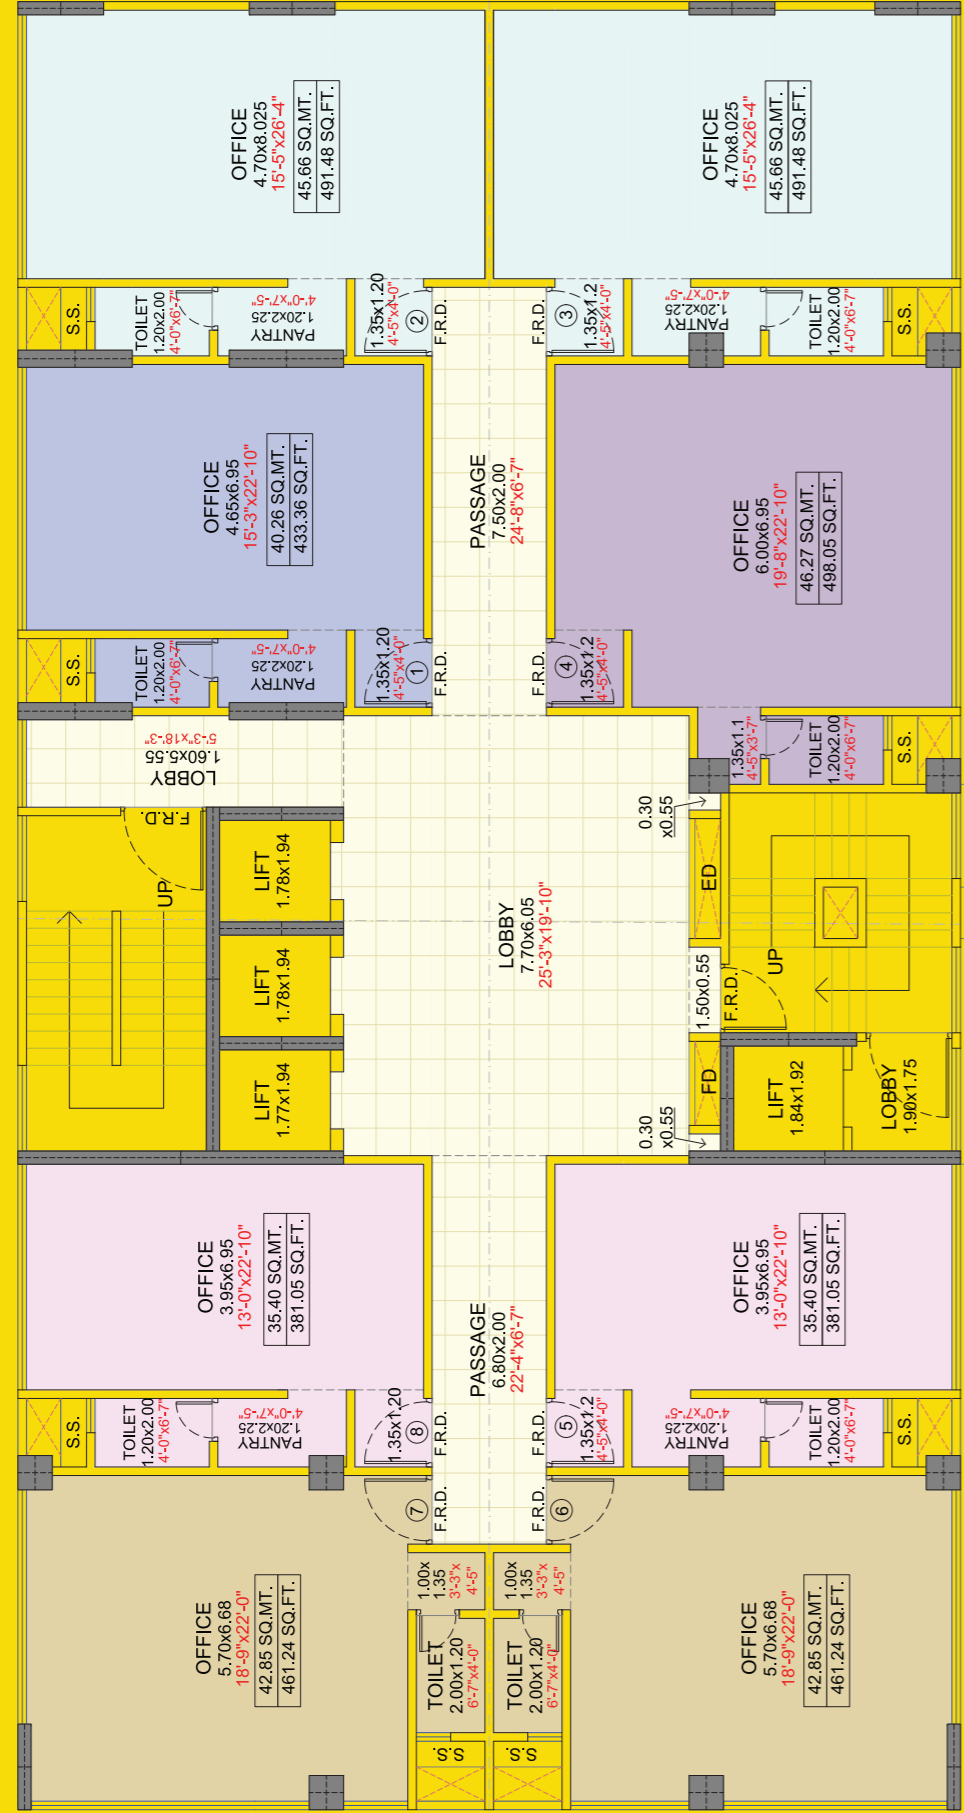 OFFICE
4.70x8.025
15'-5"x26'-4"
45.66 SQ.MT.
491.48 SQ.FT.
OFFICE
4.70x8.025
15'-5"x26'-4"
45.66 SQ.MT.
491.48 SQ.FT.
S.S.
TOILET
1.20x2.00
4'-0"x6'-7"
PANTRY
1.20x2.25
4'-0"x7'-5"
1.35x1.20
4'-5"x4'-0"
2
F.R.D.
F.R.D.
3
1.35x1.2
4'-5"x4'-0"
PANTRY
1.20x2.25
4'-0"x7'-5"
TOILET
1.20x2.00
4'-0"x6'-7"
S.S.
OFFICE
4.65x6.95
15'-3"x22'-10"
40.26 SQ.MT.
433.36 SQ.FT.
PASSAGE
7.50x2.00
24'-8"x6'-7"
OFFICE
6.00x6.95
19'-8"x22'-10"
46.27 SQ.MT.
498.05 SQ.FT.
S.S.
TOILET
1.20x2.00
4'-0"x6'-7"
PANTRY
1.20x2.25
4'-0"x7'-5"
1.35x1.20
4'-5"x4'-0"
1
F.R.D.
F.R.D.
4
1.35x1.2
4'-5"x4'-0"
LOBBY
1.60x5.55
5'-3"x18'-3"
1.35x1.1
4'-5"x3'-7"
TOILET
1.20x2.00
4'-0"x6'-7"
S.S.
F.R.D.
UP
LIFT
1.78x1.94
LIFT
1.78x1.94
LIFT
1.77x1.94
LOBBY
7.70x6.05
25'-3"x19'-10"
0.30
x0.55
ED
1.50x0.55
F.R.D.
UP
FD
0.30
x0.55
LIFT
1.84x1.92
LOBBY
1.90x1.75
OFFICE
3.95x6.95
13'-0"x22'-10"
35.40 SQ.MT.
381.05 SQ.FT.
PASSAGE
6.80x2.00
22'-4"x6'-7"
OFFICE
3.95x6.95
13'-0"x22'-10"
35.40 SQ.MT.
381.05 SQ.FT.
S.S.
TOILET
1.20x2.00
4'-0"x6'-7"
PANTRY
1.20x2.25
4'-0"x7'-5"
1.35x1.20
8
F.R.D.
F.R.D.
5
1.35x1.2
4'-5"x4'-0"
PANTRY
1.20x2.25
4'-0"x7'-5"
TOILET
1.20x2.00
4'-0"x6'-7"
S.S.
7
F.R.D.
F.R.D.
6
OFFICE
5.70x6.68
18'-9"x22'-0"
42.85 SQ.MT.
461.24 SQ.FT.
1.00x
1.35
3'-3"x
4'-5"
1.00x
1.35
3'-3"x
4'-5"
TOILET
2.00x1.20
6'-7"x4'-0"
TOILET
2.00x1.20
6'-7"x4'-0"
S.S.
S.S.
OFFICE
5.70x6.68
18'-9"x22'-0"
42.85 SQ.MT.
461.24 SQ.FT.